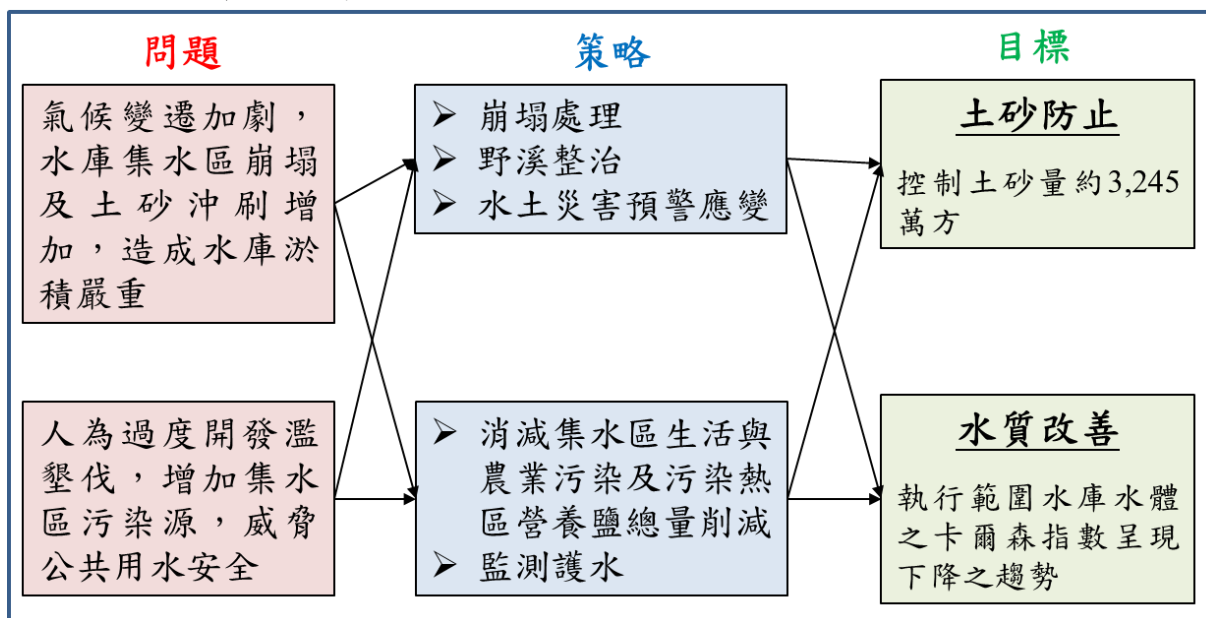 問題
氣候變遷加劇，
水庫集水區崩塌
及土砂沖刷增
加，造成水庫淤
積嚴重
人為過度開發濫
墾伐，增加集水
區污染源，威脅
公共用水安全
策略
➢ 崩塌處理
➢ 野溪整治
➢ 水土災害預警應變
➢ 消減集水區生活與
農業污染及污染熱
區營養鹽總量削減
➢ 監測護水
目標
土砂防止
控制土砂量約3,245
萬方
水質改善
執行範圍水庫水體
之卡爾森指數呈現
下降之趨勢